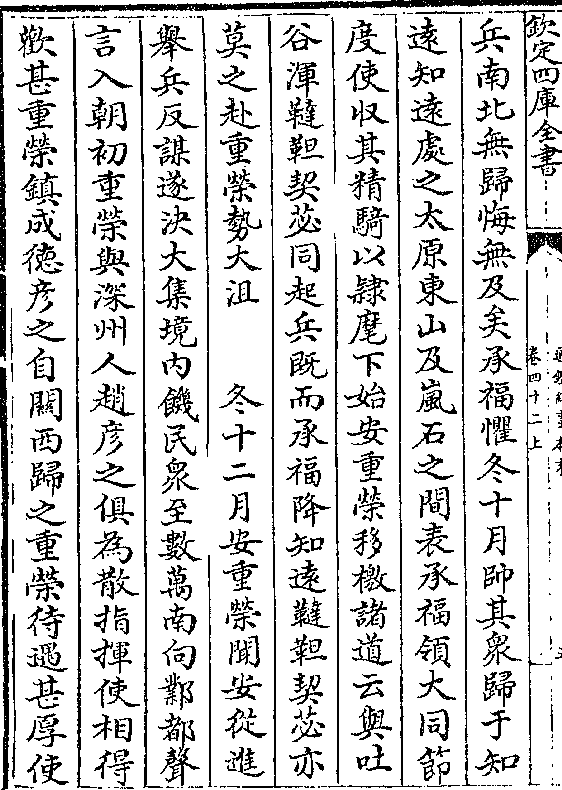 欽定四庫全書
卷四十二上
兵南北無歸悔無及矣承福懼冬十月帥其衆歸于知
逺知逺處之太原東山及嵐石之間表承福領大同節
度使収其精騎以隸麾下始安重榮移檄諸道云與吐
谷渾韃靼契苾同起兵既而承福降知逺韃靼契苾亦
莫之赴重榮勢大沮　　冬十二月安重榮聞安從進
舉兵反謀遂決大集境内饑民衆至數萬南向鄴都聲
言入朝初重榮與深州人趙彦之俱為散指揮使相得
歡甚重榮鎮成徳彦之自關西歸之重榮待遇甚厚使